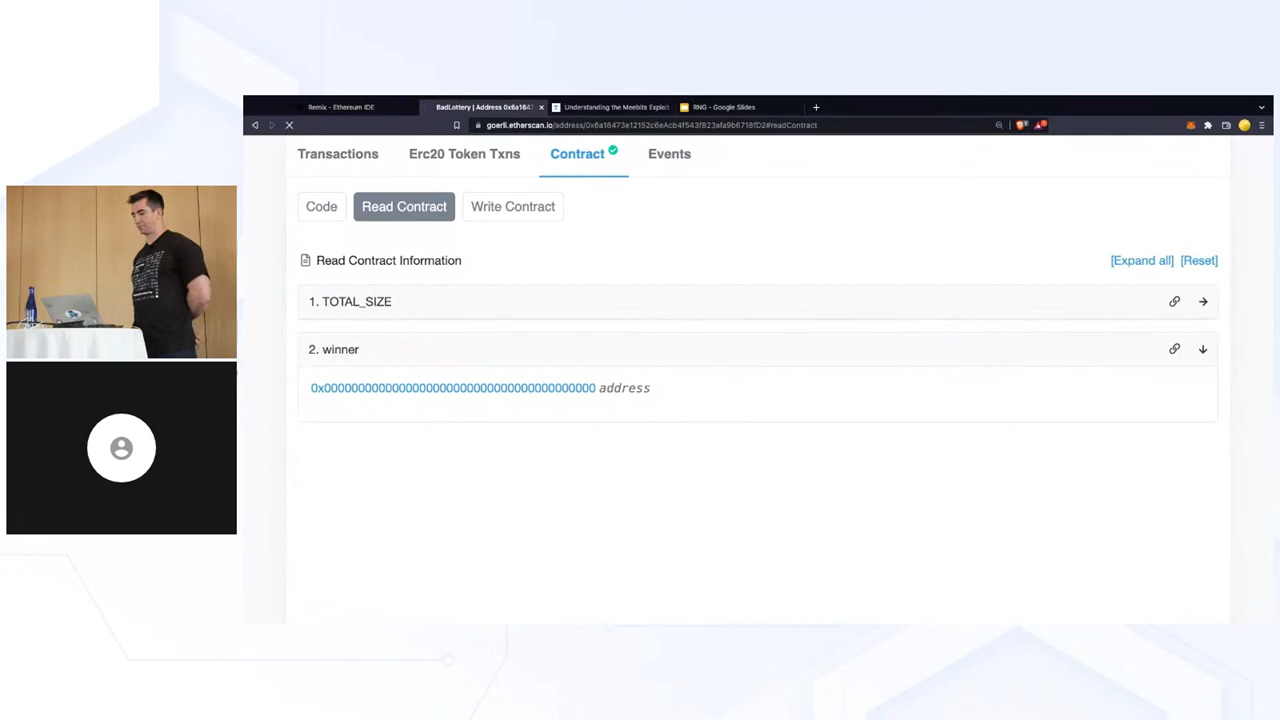 Remix - Ethereum IDE
BadLottery | Address 0x6a1647
Understanding the Meebits Exploit
RNG - Google Slides
goerli.etherscan.io/address/0x6a16473e12152c6eAcb4f543f823afa9b6718fD2#readContract
Transactions
Erc20 Token Txns
Contract
Events
Code
Read Contract
Write Contract
Read Contract Information
[Expand all]
[Reset]
1. TOTAL_SIZE
2. winner
0x0000000000000000000000000000000000000000 address